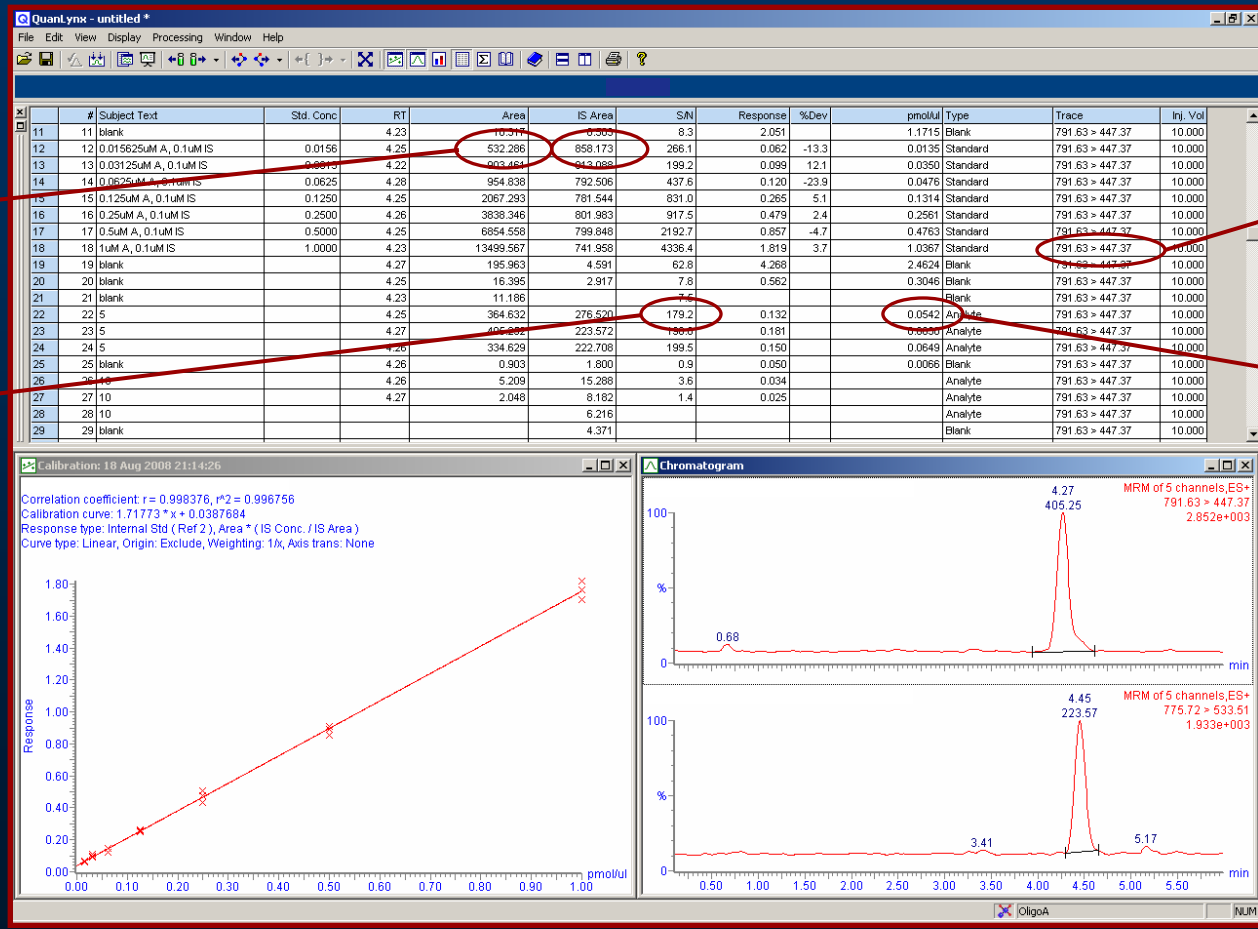 QuanLynx - untitled *
File Edit View Display Processing Window Help
# Subject Text Std. Conc RT Area IS Area S/N Response %Dev pmol/ul Type Trace Inj. Vol
11 11 blank 4.23 8.3 2.051 1.1715 Blank 791.63 > 447.37 10.000
12 12 0.015625uM A, 0.1uM IS 0.0156 4.25 532.286 858.173 266.1 0.062 -13.3 0.0135 Standard 791.63 > 447.37 10.000
13 13 0.03125uM A, 0.1uM IS 4.22 903.461 913.088 199.2 0.099 12.1 0.0350 Standard 791.63 > 447.37 10.000
14 14 0.0625uM A, 0.1uM IS 0.0625 4.28 954.838 792.506 437.6 0.120 -23.9 0.0476 Standard 791.63 > 447.37 10.000
15 15 0.125uM A, 0.1uM IS 0.1250 4.25 2067.293 781.544 831.0 0.265 5.1 0.1314 Standard 791.63 > 447.37 10.000
16 16 0.25uM A, 0.1uM IS 0.2500 4.26 3838.346 801.983 917.5 0.479 2.4 0.2561 Standard 791.63 > 447.37 10.000
17 17 0.5uM A, 0.1uM IS 0.5000 4.25 6854.558 799.848 2192.7 0.857 -4.7 0.4763 Standard 791.63 > 447.37 10.000
18 18 1uM A, 0.1uM IS 1.0000 4.23 13499.567 741.958 4336.4 1.819 3.7 1.0367 Standard 791.63 > 447.37 10.000
19 19 blank 4.27 195.963 4.591 62.8 4.268 2.4624 Blank 791.63 > 447.37 10.000
20 20 blank 4.25 16.395 2.917 7.8 0.562 0.3046 Blank 791.63 > 447.37 10.000
21 21 blank 4.23 11.186 Blank 791.63 > 447.37 10.000
22 22 5 4.25 364.632 276.520 179.2 0.132 0.0542 Analyte 791.63 > 447.37 10.000
23 23 5 4.27 223.572 0.181 Analyte 791.63 > 447.37 10.000
24 24 5 4.26 334.629 222.708 199.5 0.150 0.0649 Analyte 791.63 > 447.37 10.000
25 25 blank 4.26 0.903 1.800 0.9 0.050 0.0066 Blank 791.63 > 447.37 10.000
26 26 10 4.26 5.209 15.288 3.6 0.034 Analyte 791.63 > 447.37 10.000
27 27 10 4.27 2.048 8.182 1.4 0.025 Analyte 791.63 > 447.37 10.000
28 28 10 6.216 Analyte 791.63 > 447.37 10.000
29 29 blank 4.371 Blank 791.63 > 447.37 10.000
Calibration: 18 Aug 2008 21:14:26
Correlation coefficient: r = 0.998376, r^2 = 0.996756
Calibration curve: 1.71773 * x + 0.0387684
Response type: Internal Std ( Ref 2 ), Area * ( IS Conc. / IS Area )
Curve type: Linear, Origin: Exclude, Weighting: 1/x, Axis trans: None
1.80
1.60
1.40
1.20
1.00
0.80
0.60
0.40
0.20
0.00
Response
0.00 0.10 0.20 0.30 0.40 0.50 0.60 0.70 0.80 0.90 1.00 pmol/ul
Chromatogram
MRM of 5 channels,ES+
791.63 > 447.37
2.852e+003
4.27
405.25
100
%
0
0.68
min
MRM of 5 channels,ES+
775.72 > 533.51
1.933e+003
4.45
223.57
100
%
0
3.41
5.17
min
0.50 1.00 1.50 2.00 2.50 3.00 3.50 4.00 4.50 5.00 5.50
OligoA
NUM